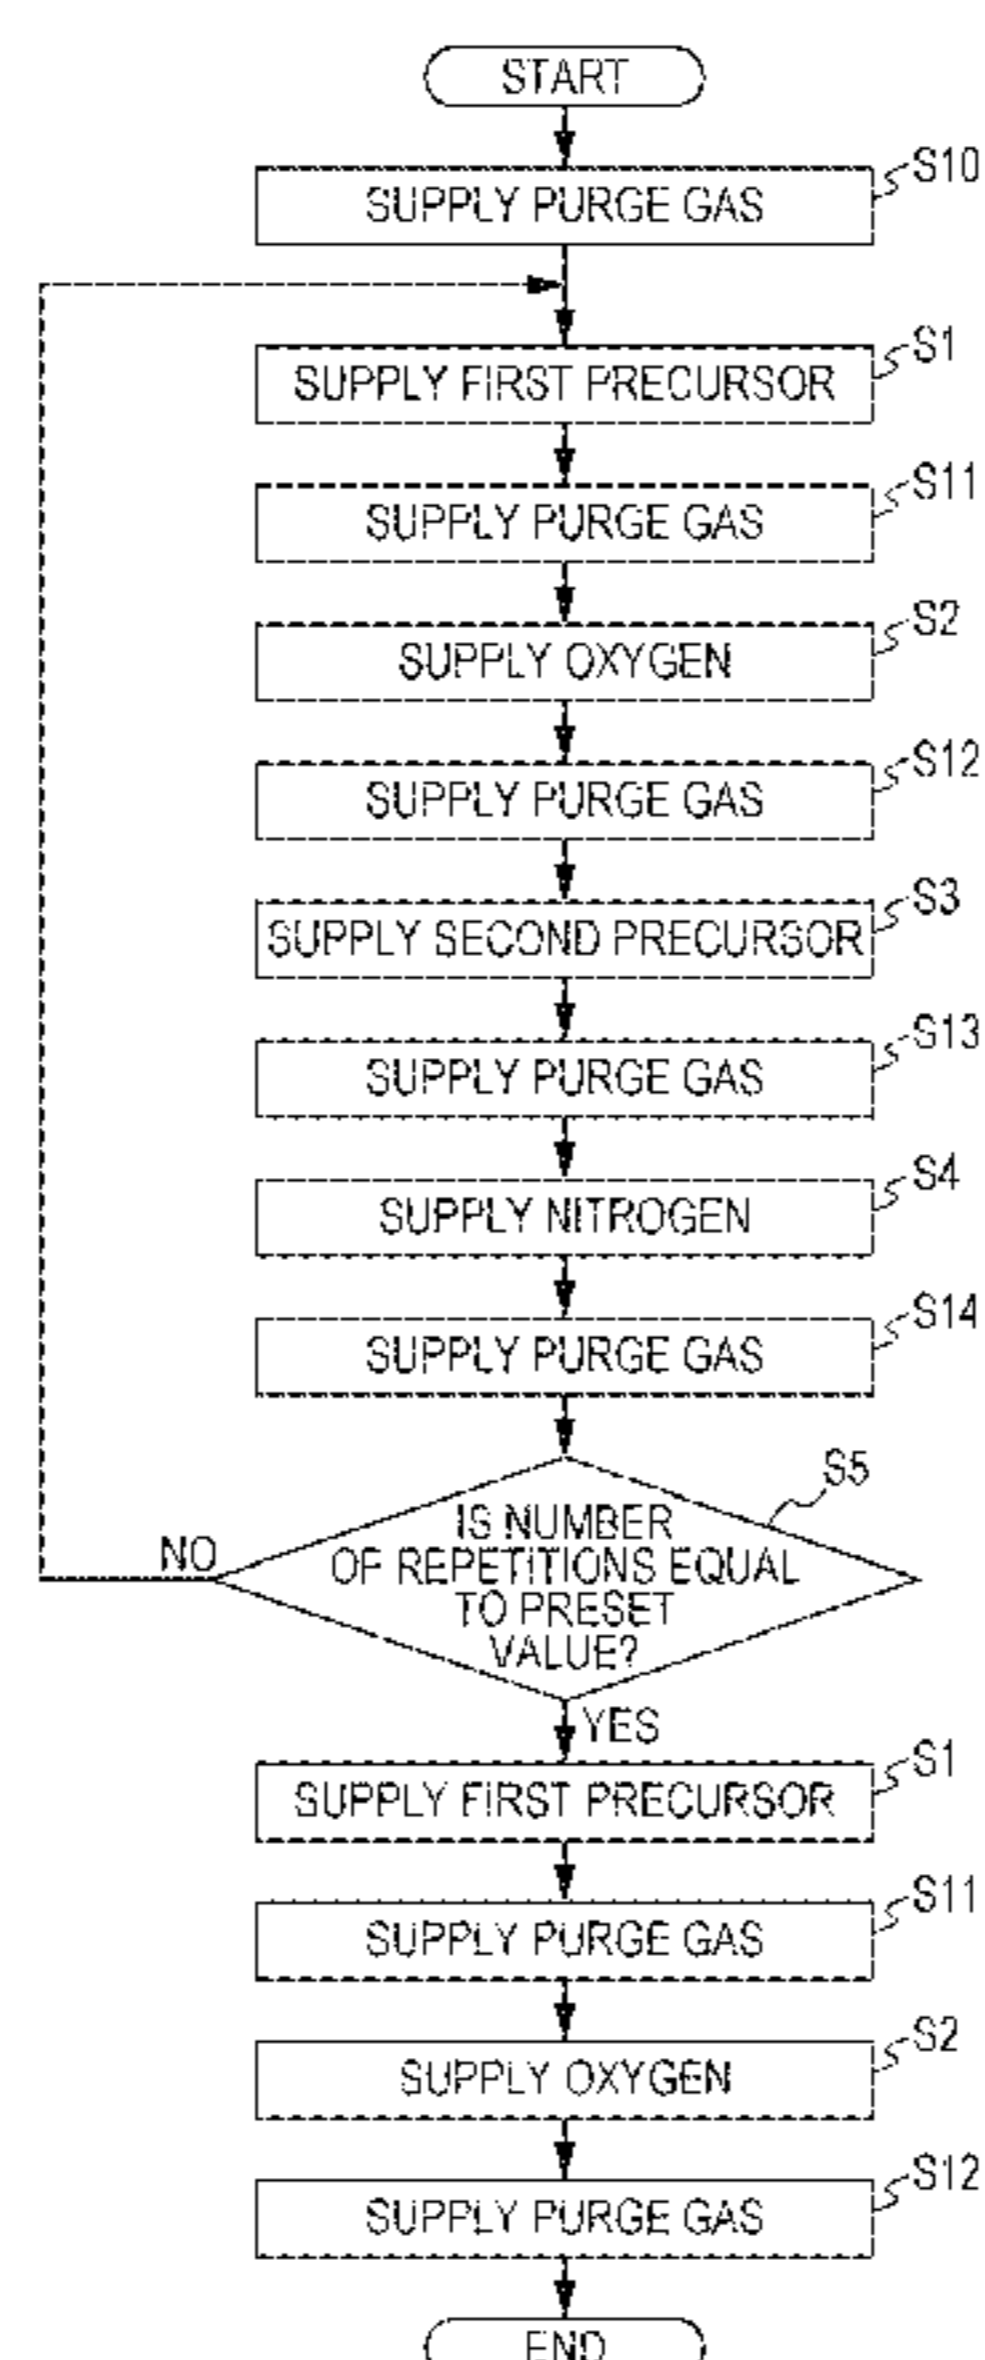 START
SUPPLY PURGE GAS
S10
SUPPLY FIRST PRECURSOR
S1
SUPPLY PURGE GAS
S11
SUPPLY OXYGEN
S2
SUPPLY PURGE GAS
S12
SUPPLY SECOND PRECURSOR
S3
SUPPLY PURGE GAS
S13
SUPPLY NITROGEN
S4
SUPPLY PURGE GAS
S14
S5
IS NUMBER
OF REPETITIONS EQUAL
TO PRESET
VALUE?
NO
YES
SUPPLY FIRST PRECURSOR
S1
SUPPLY PURGE GAS
S11
SUPPLY OXYGEN
S2
SUPPLY PURGE GAS
S12
END